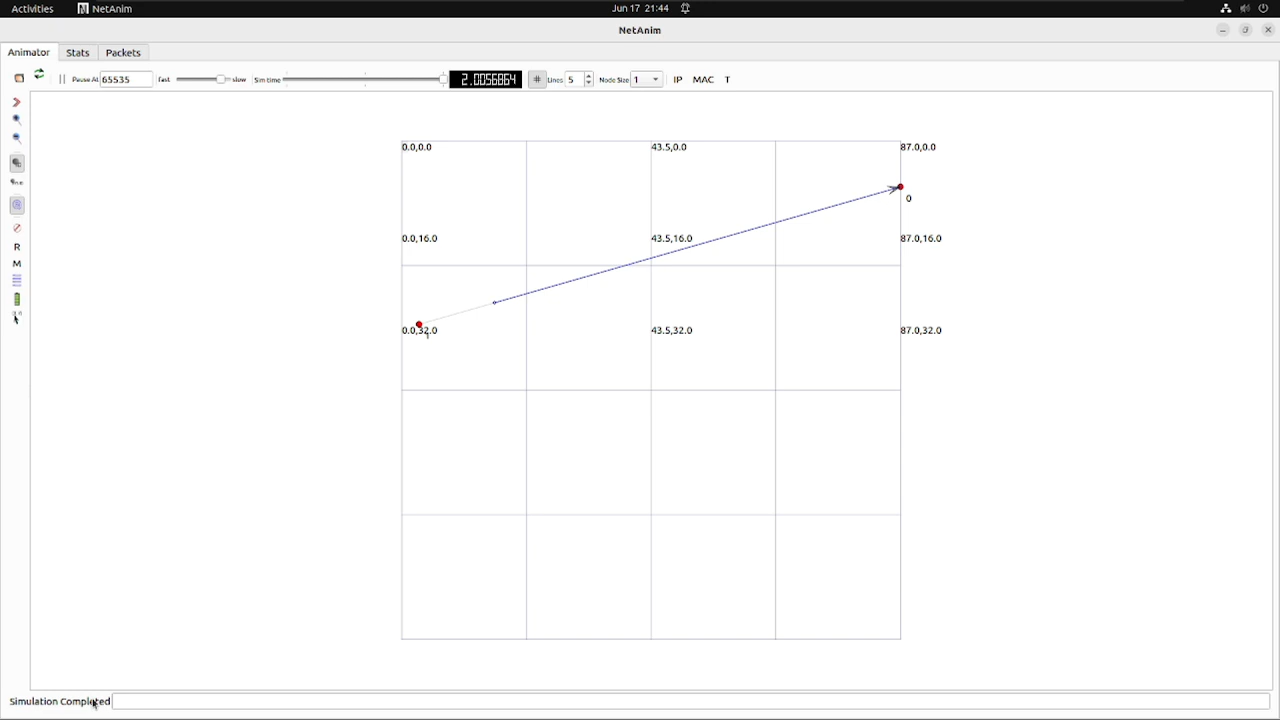 Activities NetAnim Jun 17 21:44
NetAnim
Animator Stats Packets
Pause At 65535 fast slow Sim time 2.0056864 # Lines 5 Node Size 1 IP MAC T
0.0,0.0 43.5,0.0 87.0,0.0
0
0.0,16.0 43.5,16.0 87.0,16.0
R
M
0.0,32.0 43.5,32.0 87.0,32.0
1
Simulation Completed